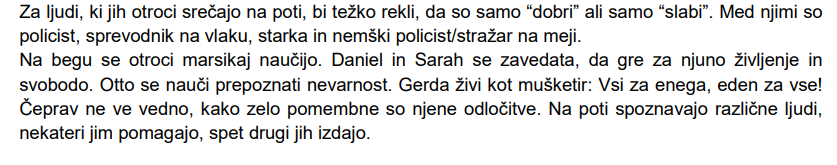 Za ljudi, ki jih otroci srečajo na poti, bi težko rekli, da so samo “dobri” ali samo “slabi”. Med njimi so
policist, sprevodnik na vlaku, starka in nemški policist/stražar na meji.
Na begu se otroci marsikaj naučijo. Daniel in Sarah se zavedata, da gre za njuno življenje in
svobodo. Otto se nauči prepoznati nevarnost. Gerda živi kot mušketir: Vsi za enega, eden za vse!
Čeprav ne ve vedno, kako zelo pomembne so njene odločitve. Na poti spoznavajo različne ljudi,
nekateri jim pomagajo, spet drugi jih izdajo.